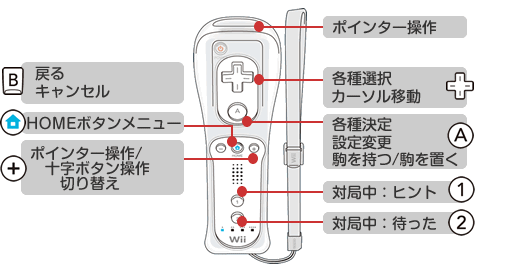 ポインター操作
B
戻る
キャンセル
各種選択
カーソル移動
HOMEボタンメニュー
A
各種決定
設定変更
駒を持つ/駒を置く
A
+
ポインター操作/
十字ボタン操作
切り替え
HOME
対局中:ヒント
1
1
対局中:待った
2
Wii